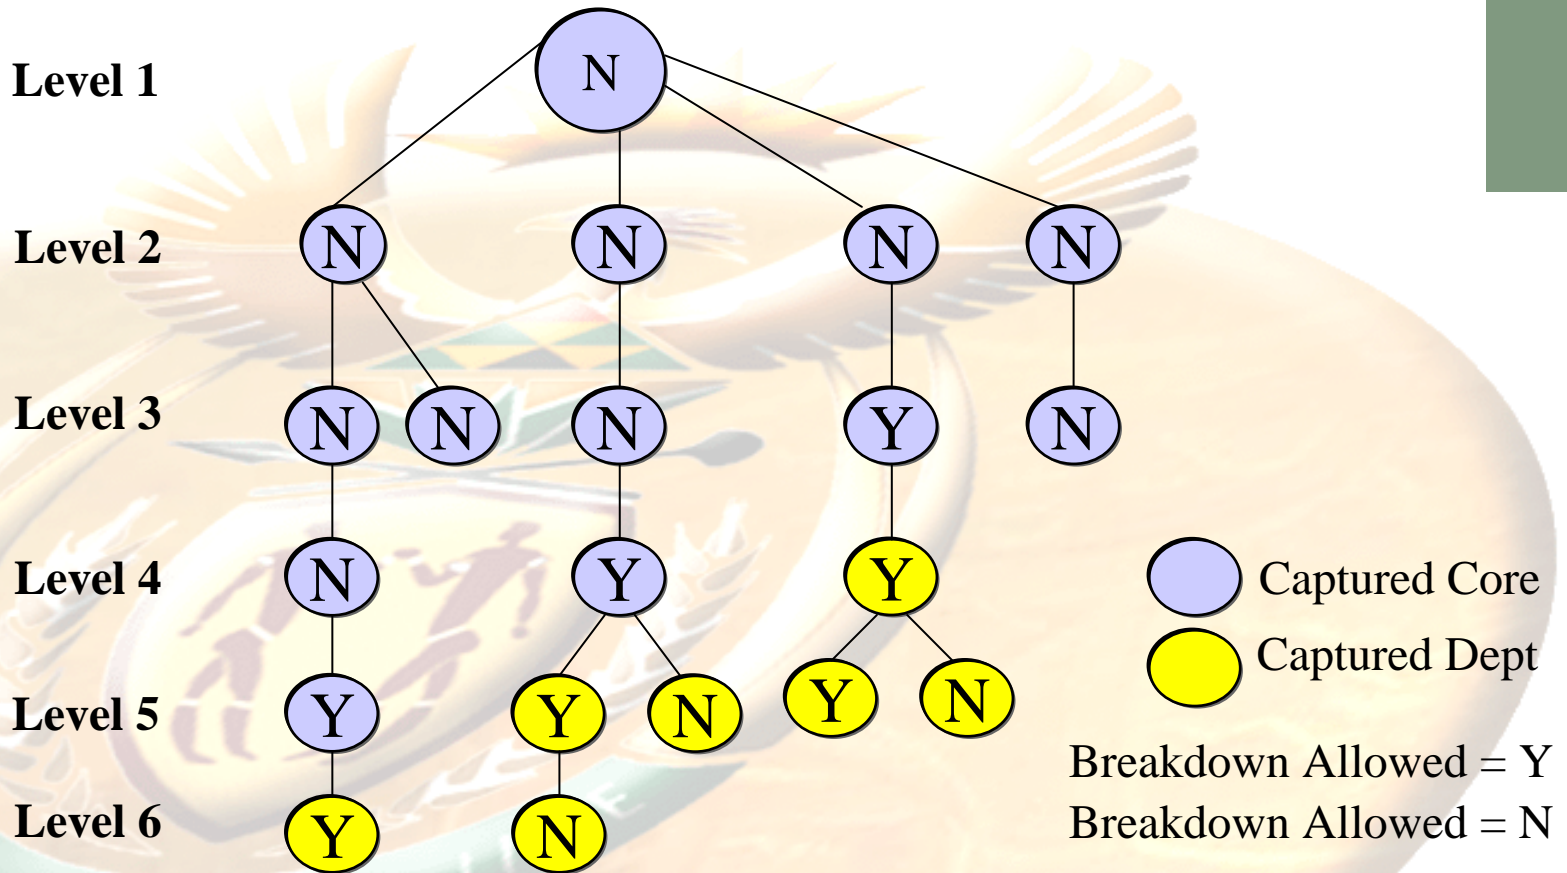 Level 1
N
Level 2
N N N N
Level 3
N N N Y N
Level 4
N Y Y
Captured Core
Captured Dept
Level 5
Y Y N Y N
Breakdown Allowed = Y
Level 6
Y N
Breakdown Allowed = N